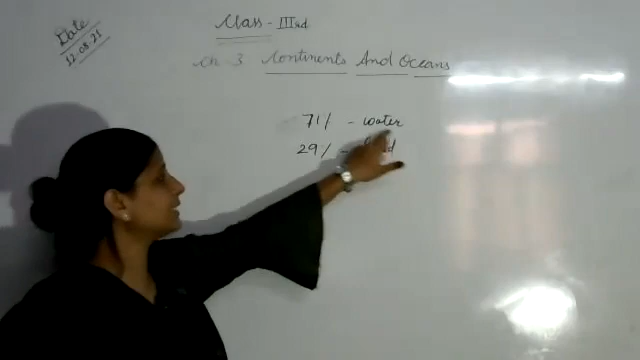 Date
12.08.21
Class - IIIrd
Ch 3 Continents And Oceans
71% - water
29% -